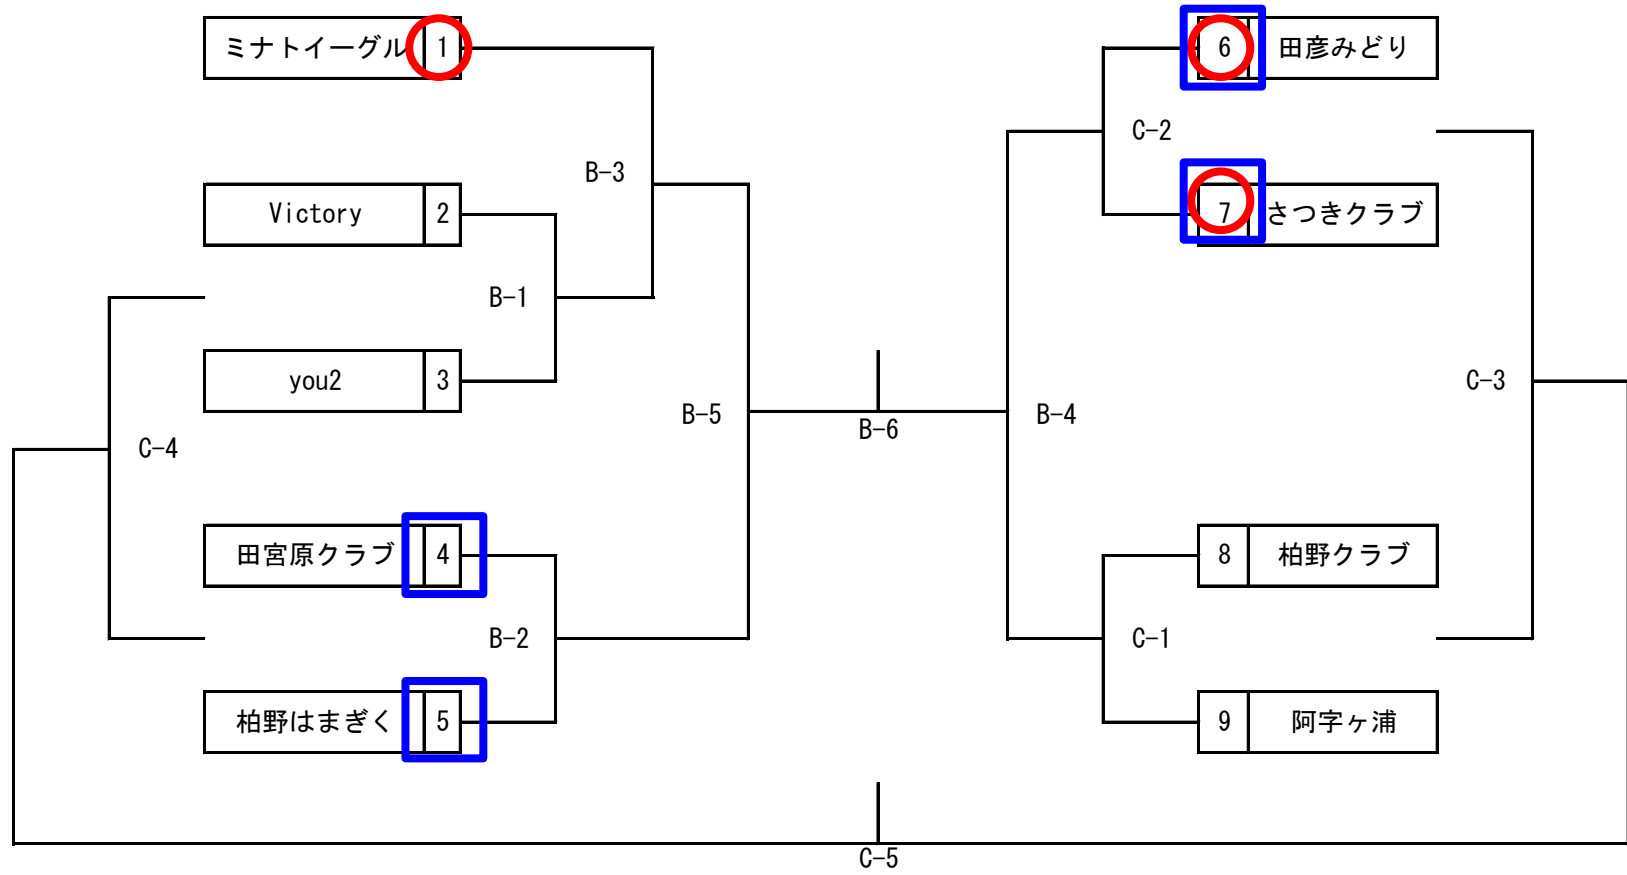 ミナトイーグル 1
6 田彦みどり
C-2
B-3
Victory 2
7 さつきクラブ
B-1
you2 3
C-3
B-5
B-4
B-6
C-4
田宮原クラブ 4
8 柏野クラブ
B-2
C-1
柏野はまぎく 5
9 阿字ヶ浦
C-5